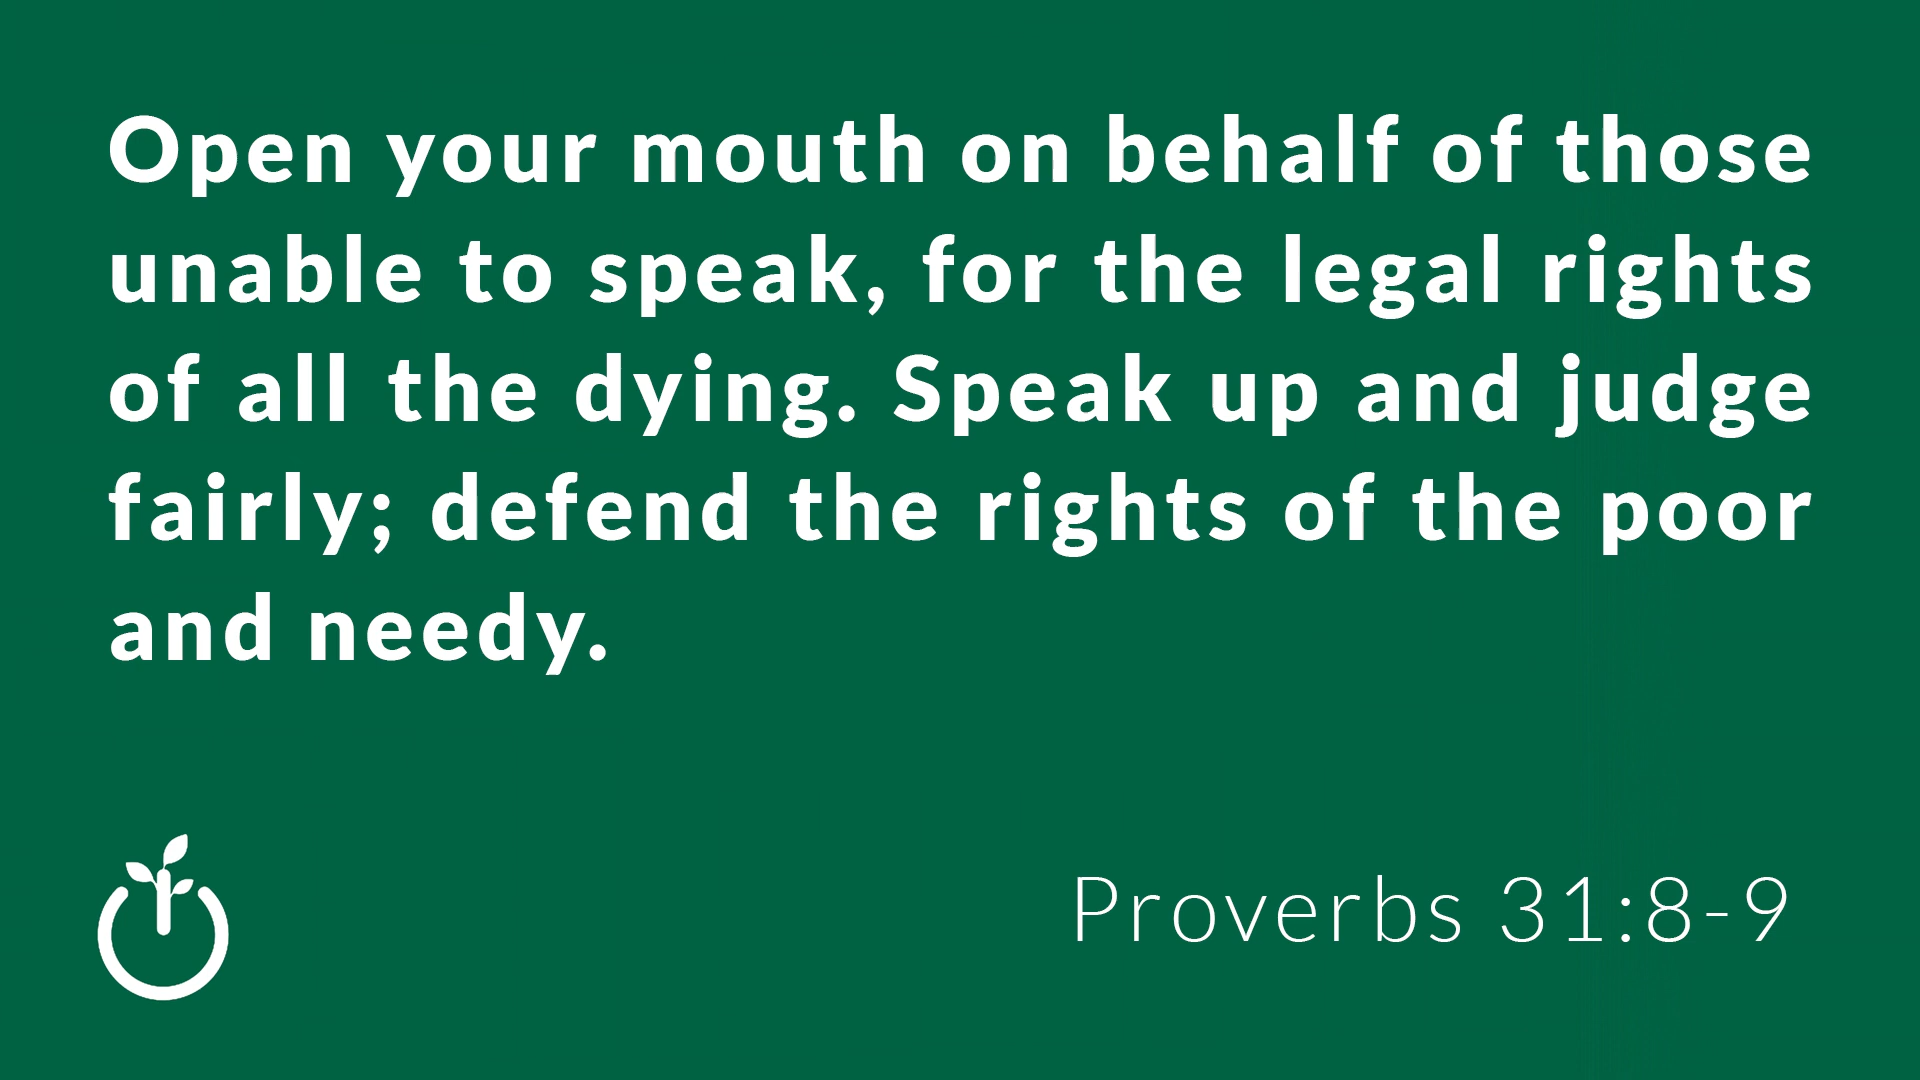 Open your mouth on behalf of those
unable to speak, for the legal rights
of all the dying. Speak up and judge
fairly; defend the rights of the poor
and needy.
Proverbs 31:8-9